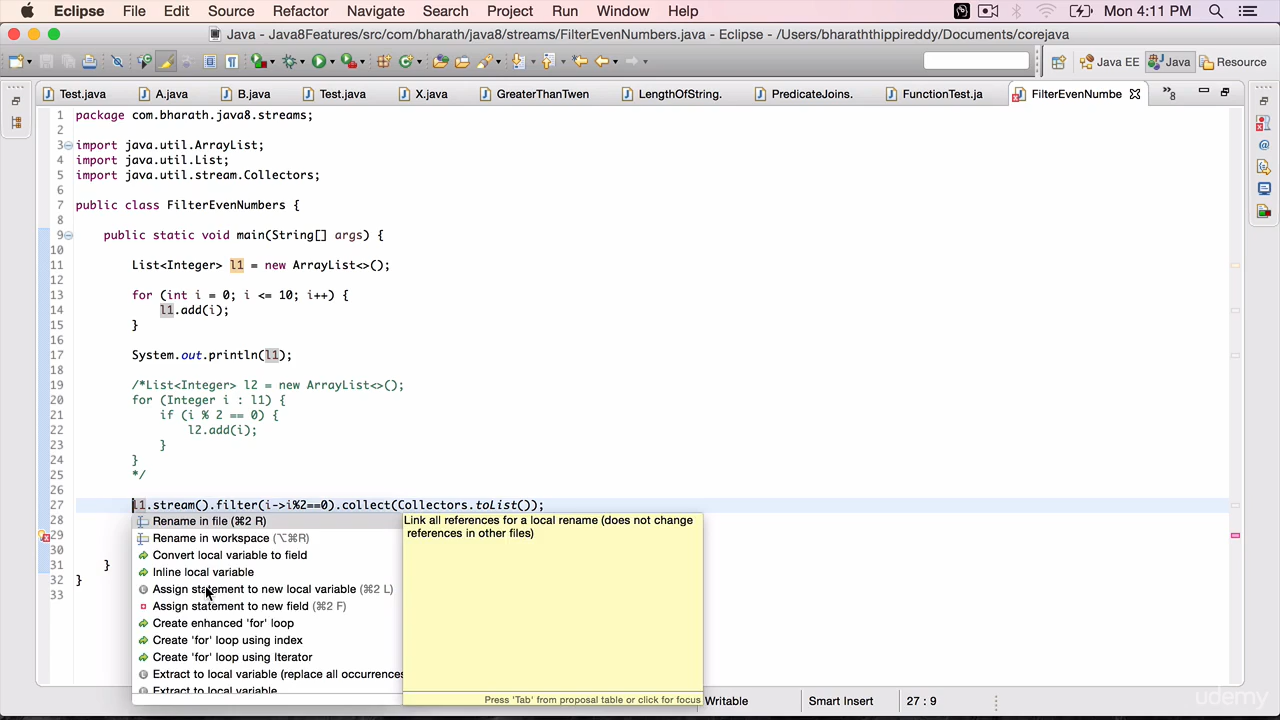 Eclipse File Edit Source Refactor Navigate Search Project Run Window Help Mon 4:11 PM
Java - Java8Features/src/com/bharath/java8/streams/FilterEvenNumbers.java - Eclipse - /Users/bharaththippireddy/Documents/corejava
Java EE Java Resource
Test.java A.java B.java Test.java X.java GreaterThanTwen LengthOfString. PredicateJoins. FunctionTest.ja FilterEvenNumbe »8
1 package com.bharath.java8.streams;
2
3 import java.util.ArrayList;
4 import java.util.List;
5 import java.util.stream.Collectors;
6
7 public class FilterEvenNumbers {
8
9 public static void main(String[] args) {
10
11 List<Integer> l1 = new ArrayList<>();
12
13 for (int i = 0; i <= 10; i++) {
14 l1.add(i);
15 }
16
17 System.out.println(l1);
18
19 /*List<Integer> l2 = new ArrayList<>();
20 for (Integer i : l1) {
21 if (i % 2 == 0) {
22 l2.add(i);
23 }
24 }
25 */
26
27 l1.stream().filter(i->i%2==0).collect(Collectors.toList());
28
29
30
31 }
32 }
33
Rename in file (⌘2 R)
Rename in workspace (⌥⌘R)
Convert local variable to field
Inline local variable
Assign statement to new local variable (⌘2 L)
Assign statement to new field (⌘2 F)
Create enhanced 'for' loop
Create 'for' loop using index
Create 'for' loop using Iterator
Extract to local variable (replace all occurrences
Extract to local variable
Link all references for a local rename (does not change
references in other files)
Press 'Tab' from proposal table or click for focus
Writable Smart Insert 27 : 9
udemy